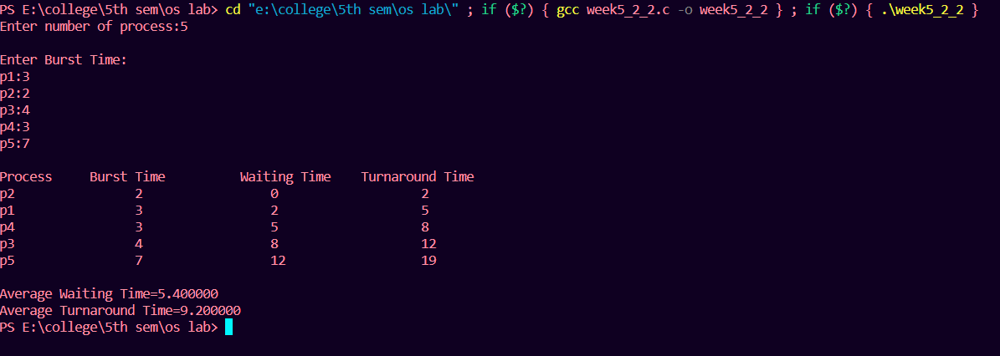 PS E:\college\5th sem\os lab> cd "e:\college\5th sem\os lab\" ; if ($?) { gcc week5_2_2.c -o week5_2_2 } ; if ($?) { .\week5_2_2 }
Enter number of process:5
Enter Burst Time:
p1:3
p2:2
p3:4
p4:3
p5:7
Process Burst Time Waiting Time Turnaround Time
p2 2 0 2
p1 3 2 5
p4 3 5 8
p3 4 8 12
p5 7 12 19
Average Waiting Time=5.400000
Average Turnaround Time=9.200000
PS E:\college\5th sem\os lab>